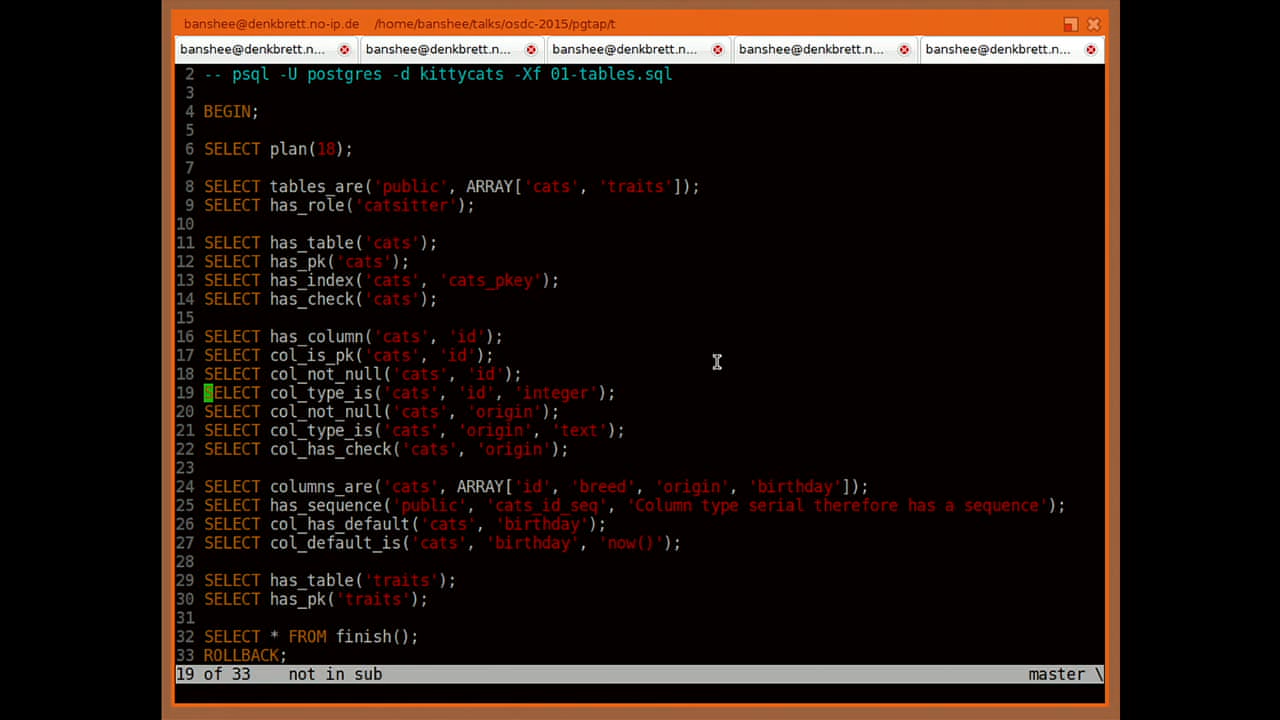 banshee@denkbrett.no-ip.de /home/banshee/talks/osdc-2015/pgtap/t
banshee@denkbrett.n... banshee@denkbrett.n... banshee@denkbrett.n... banshee@denkbrett.n... banshee@denkbrett.n...
2 -- psql -U postgres -d kittycats -Xf 01-tables.sql
3
4 BEGIN;
5
6 SELECT plan(18);
7
8 SELECT tables_are('public', ARRAY['cats', 'traits']);
9 SELECT has_role('catsitter');
10
11 SELECT has_table('cats');
12 SELECT has_pk('cats');
13 SELECT has_index('cats', 'cats_pkey');
14 SELECT has_check('cats');
15
16 SELECT has_column('cats', 'id');
17 SELECT col_is_pk('cats', 'id');
18 SELECT col_not_null('cats', 'id');
19 SELECT col_type_is('cats', 'id', 'integer');
20 SELECT col_not_null('cats', 'origin');
21 SELECT col_type_is('cats', 'origin', 'text');
22 SELECT col_has_check('cats', 'origin');
23
24 SELECT columns_are('cats', ARRAY['id', 'breed', 'origin', 'birthday']);
25 SELECT has_sequence('public', 'cats_id_seq', 'Column type serial therefore has a sequence');
26 SELECT col_has_default('cats', 'birthday');
27 SELECT col_default_is('cats', 'birthday', 'now()');
28
29 SELECT has_table('traits');
30 SELECT has_pk('traits');
31
32 SELECT * FROM finish();
33 ROLLBACK;
19 of 33 not in sub master \